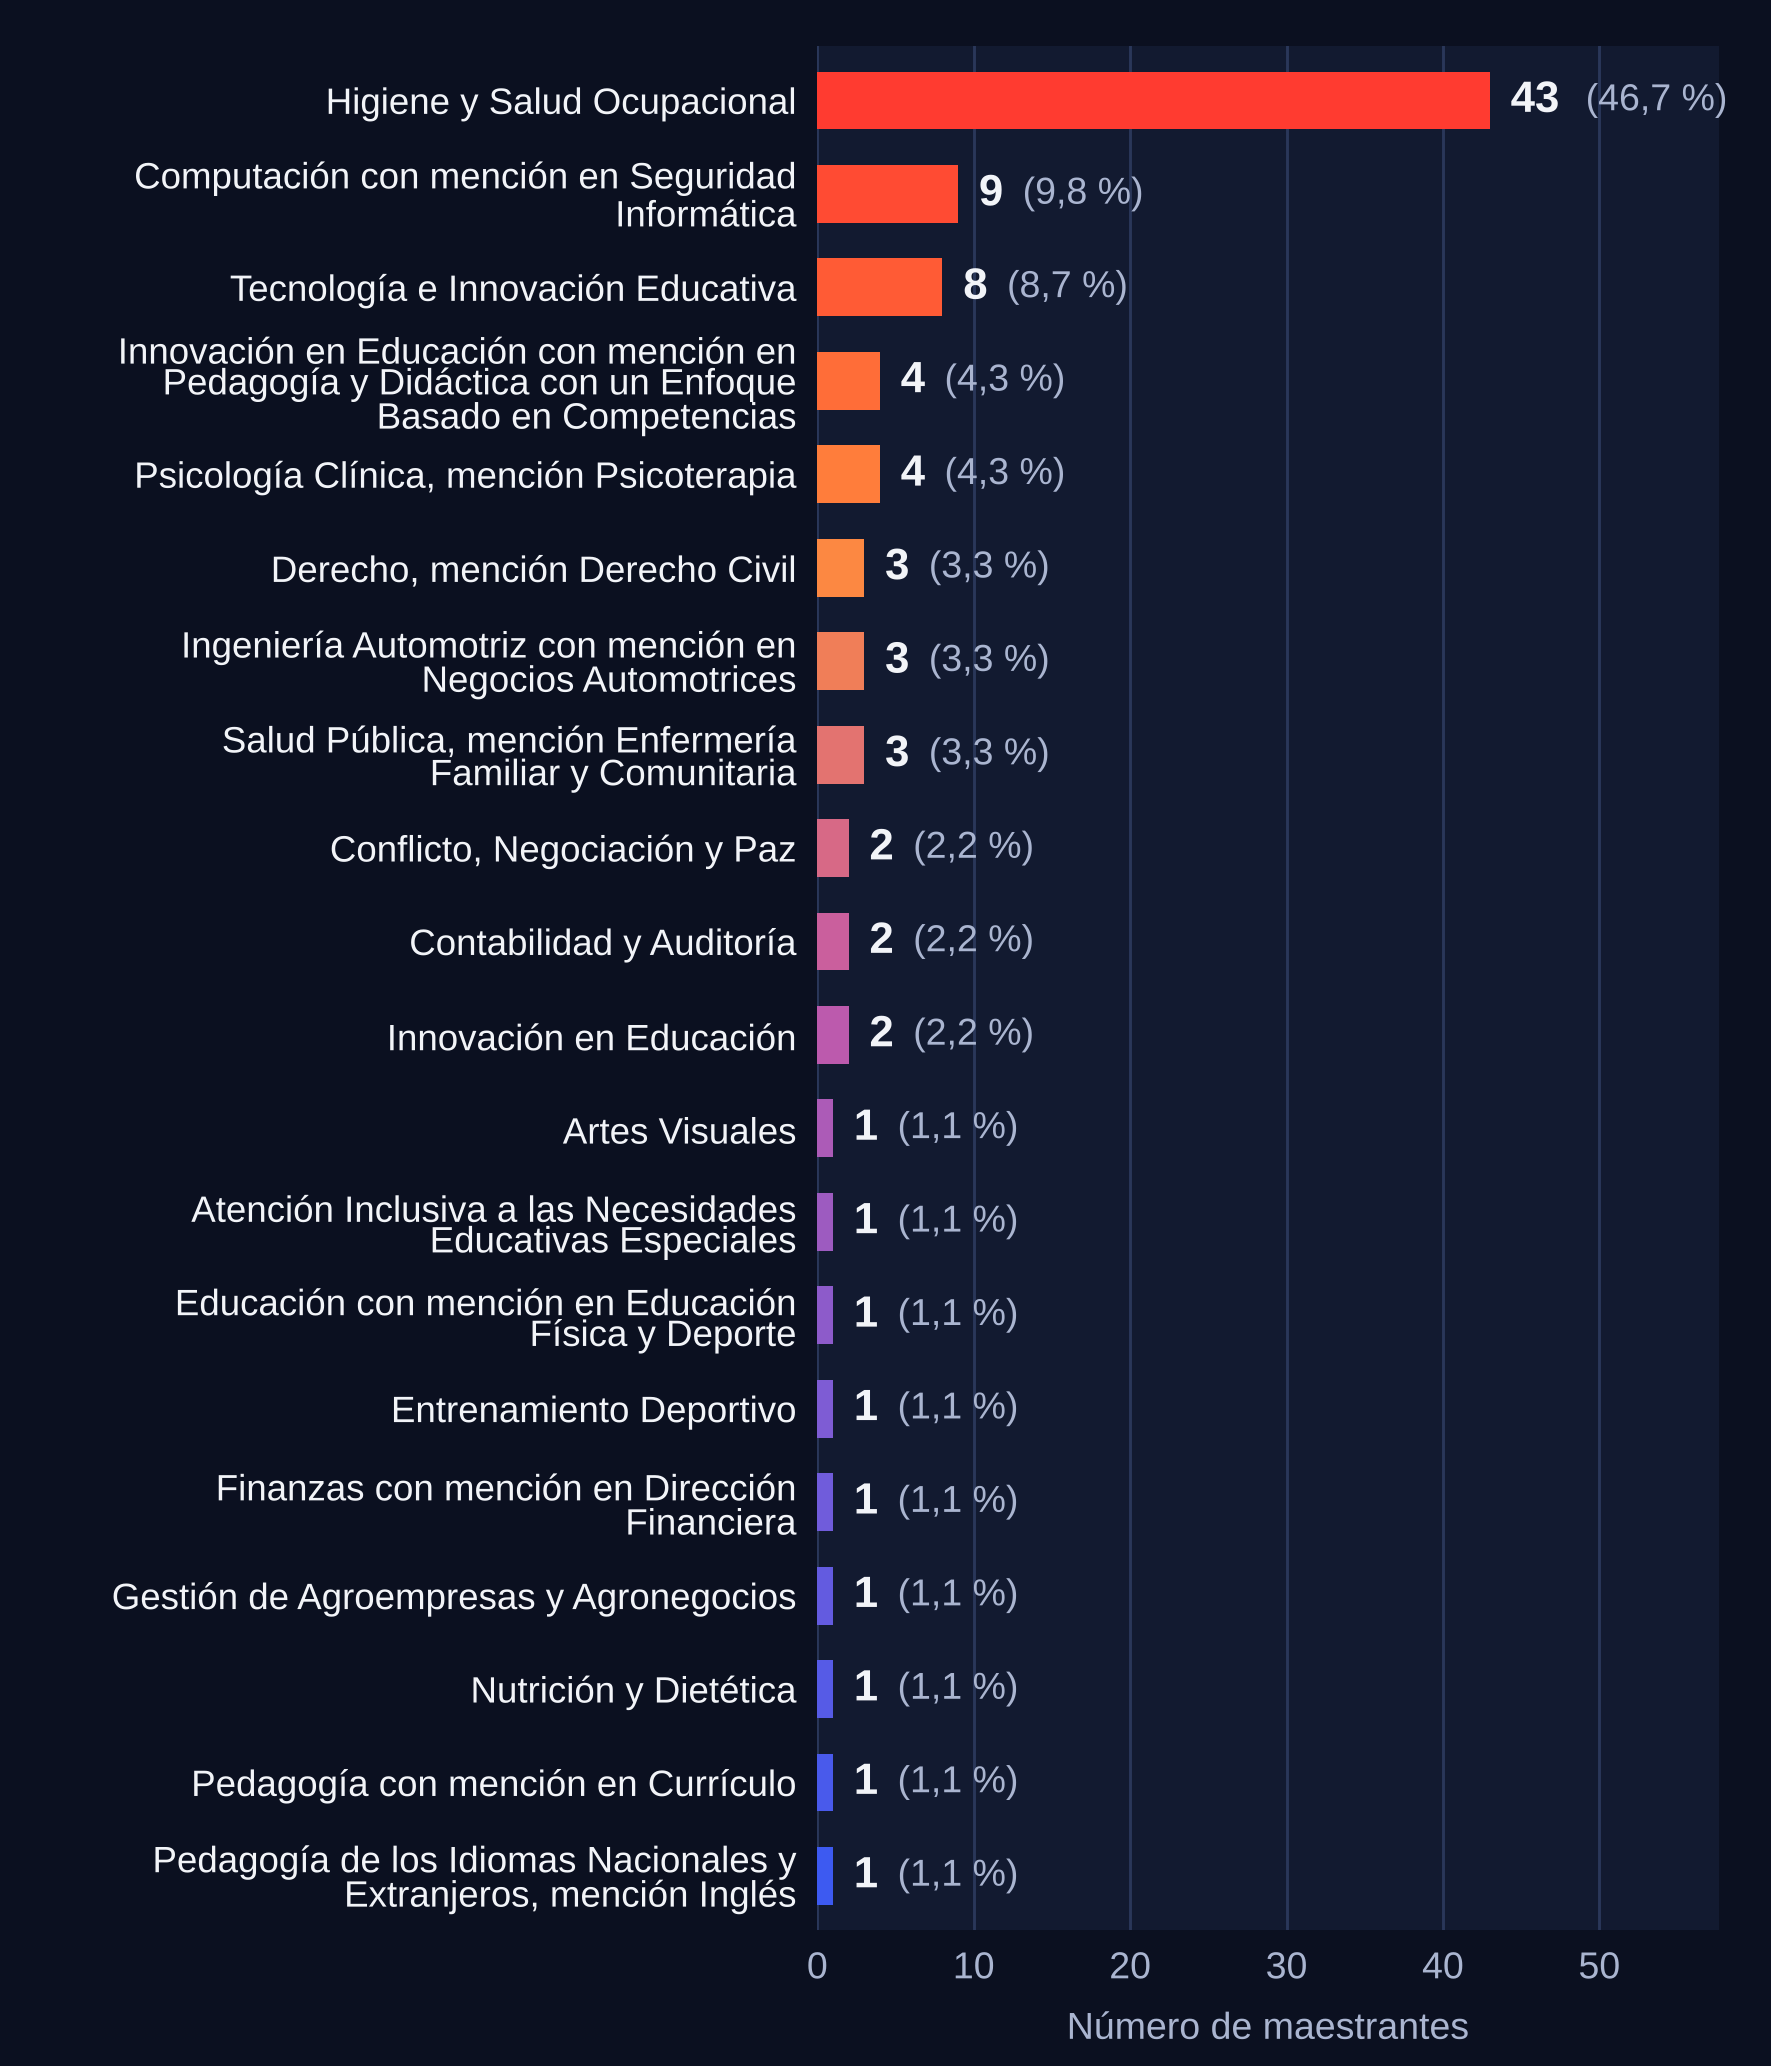 Higiene y Salud Ocupacional
43 (46,7 %)
Computación con mención en Seguridad
Informática
9 (9,8 %)
Tecnología e Innovación Educativa
8 (8,7 %)
Innovación en Educación con mención en
Pedagogía y Didáctica con un Enfoque
Basado en Competencias
4 (4,3 %)
Psicología Clínica, mención Psicoterapia
4 (4,3 %)
Derecho, mención Derecho Civil
3 (3,3 %)
Ingeniería Automotriz con mención en
Negocios Automotrices
3 (3,3 %)
Salud Pública, mención Enfermería
Familiar y Comunitaria
3 (3,3 %)
Conflicto, Negociación y Paz
2 (2,2 %)
Contabilidad y Auditoría
2 (2,2 %)
Innovación en Educación
2 (2,2 %)
Artes Visuales
1 (1,1 %)
Atención Inclusiva a las Necesidades
Educativas Especiales
1 (1,1 %)
Educación con mención en Educación
Física y Deporte
1 (1,1 %)
Entrenamiento Deportivo
1 (1,1 %)
Finanzas con mención en Dirección
Financiera
1 (1,1 %)
Gestión de Agroempresas y Agronegocios
1 (1,1 %)
Nutrición y Dietética
1 (1,1 %)
Pedagogía con mención en Currículo
1 (1,1 %)
Pedagogía de los Idiomas Nacionales y
Extranjeros, mención Inglés
1 (1,1 %)
0 10 20 30 40 50
Número de maestrantes